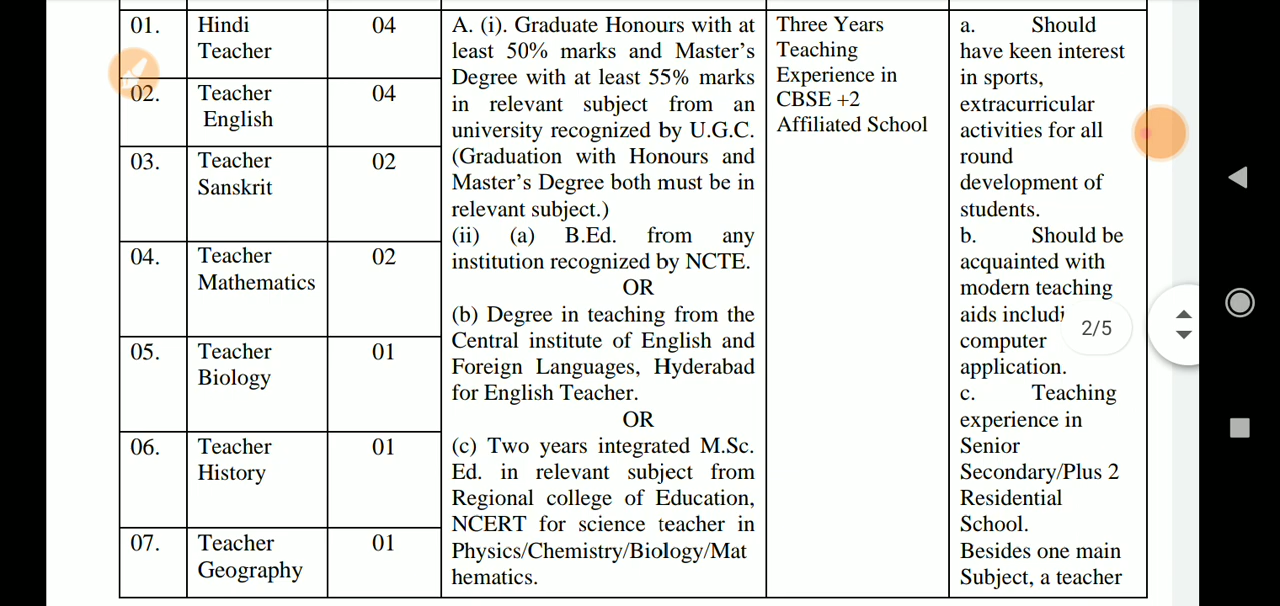 01.
Hindi
Teacher
04
02.
Teacher
English
04
03.
Teacher
Sanskrit
02
04.
Teacher
Mathematics
02
05.
Teacher
Biology
01
06.
Teacher
History
01
07.
Teacher
Geography
01
A. (i). Graduate Honours with at
least 50% marks and Master’s
Degree with at least 55% marks
in relevant subject from an
university recognized by U.G.C.
(Graduation with Honours and
Master’s Degree both must be in
relevant subject.)
(ii) (a) B.Ed. from any
institution recognized by NCTE.
OR
(b) Degree in teaching from the
Central institute of English and
Foreign Languages, Hyderabad
for English Teacher.
OR
(c) Two years integrated M.Sc.
Ed. in relevant subject from
Regional college of Education,
NCERT for science teacher in
Physics/Chemistry/Biology/Mat
hematics.
Three Years
Teaching
Experience in
CBSE +2
Affiliated School
a. Should
have keen interest
in sports,
extracurricular
activities for all
round
development of
students.
b. Should be
acquainted with
modern teaching
aids includi
computer
application.
c. Teaching
experience in
Senior
Secondary/Plus 2
Residential
School.
Besides one main
Subject, a teacher
2/5